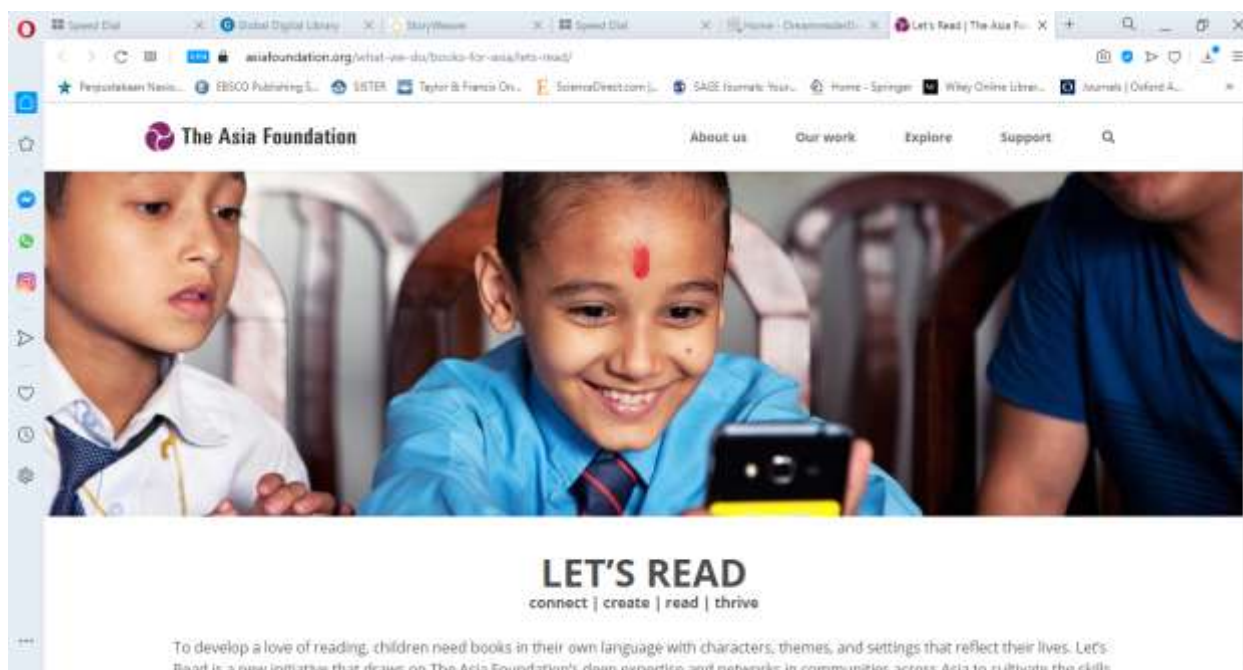 Speed Dial
Global Digital Library
StoryWeaver
Speed Dial
Let's Read | The Asia Fo
VPN
asiafoundation.org/what-we-do/books-for-asia/lets-read/
Perpustakaan Nasio...
EBSCO Publishing S...
SISTER
Taylor & Francis On...
ScienceDirect.com |...
SAGE Journals: Your...
Home - Springer
Wiley Online Librar...
Journals | Oxford A...
The Asia Foundation
About us
Our work
Explore
Support
LET'S READ
connect | create | read | thrive
To develop a love of reading, children need books in their own language with characters, themes, and settings that reflect their lives. Let's
Read is a new initiative that draws on The Asia Foundation's deep expertise and networks in communities across Asia to cultivate the skills